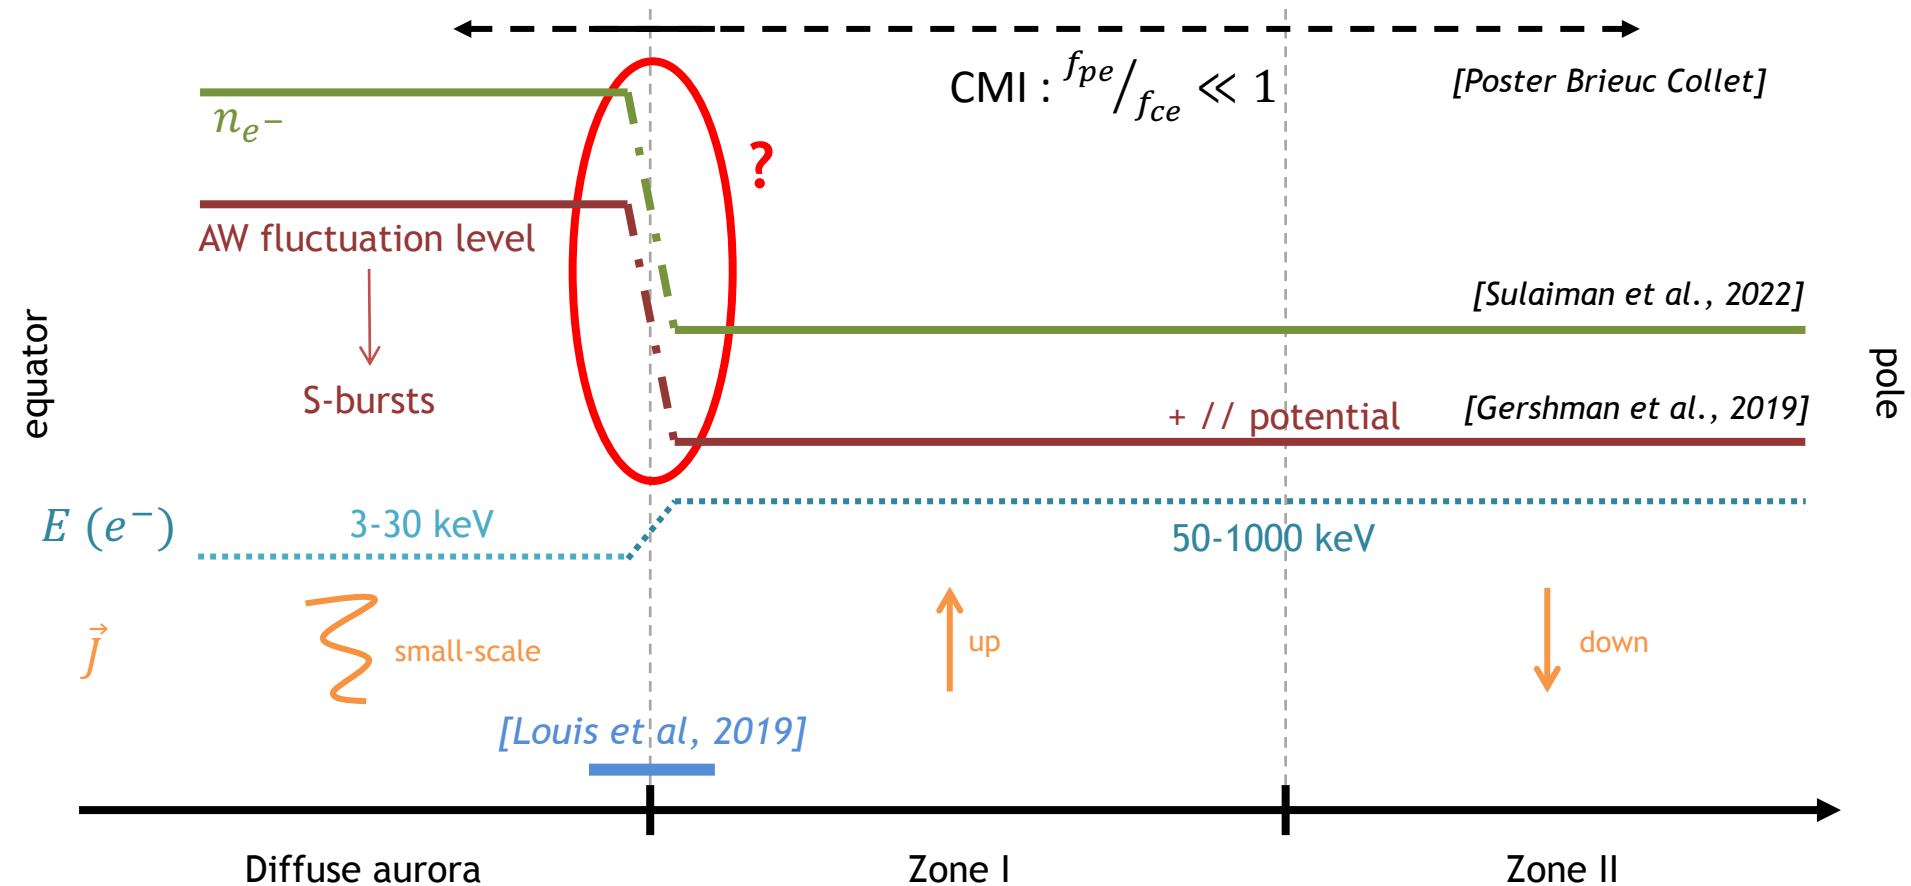 CMI : fpe/fce ≪ 1
[Poster Brieuc Collet]
ne−
?
AW fluctuation level
[Sulaiman et al., 2022]
equator
pole
S-bursts
+ // potential
[Gershman et al., 2019]
E (e−)
3-30 keV
50-1000 keV
J⃗
small-scale
up
down
[Louis et al, 2019]
Diffuse aurora
Zone I
Zone II